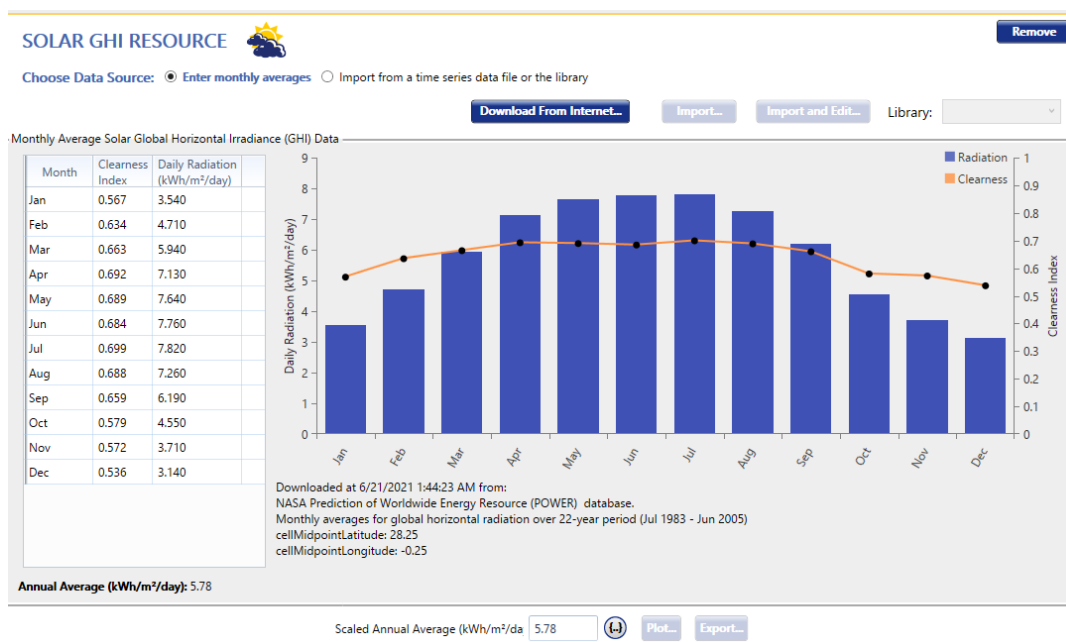 SOLAR GHI RESOURCE
Remove
Choose Data Source: Enter monthly averages Import from a time series data file or the library
Download From Internet... Import... Import and Edit... Library:
Monthly Average Solar Global Horizontal Irradiance (GHI) Data
Month Clearness Index Daily Radiation (kWh/m²/day)
Jan 0.567 3.540
Feb 0.634 4.710
Mar 0.663 5.940
Apr 0.692 7.130
May 0.689 7.640
Jun 0.684 7.760
Jul 0.699 7.820
Aug 0.688 7.260
Sep 0.659 6.190
Oct 0.579 4.550
Nov 0.572 3.710
Dec 0.536 3.140
Daily Radiation (kWh/m²/day)
9
8
7
6
5
4
3
2
1
0
Radiation
Clearness
1
0.9
0.8
0.7
0.6
0.5
0.4
0.3
0.2
0.1
0
Clearness Index
Jan Feb Mar Apr May Jun Jul Aug Sep Oct Nov Dec
Downloaded at 6/21/2021 1:44:23 AM from:
NASA Prediction of Worldwide Energy Resource (POWER) database.
Monthly averages for global horizontal radiation over 22-year period (Jul 1983 - Jun 2005)
cellMidpointLatitude: 28.25
cellMidpointLongitude: -0.25
Annual Average (kWh/m²/day): 5.78
Scaled Annual Average (kWh/m²/da 5.78 {..} Plot... Export...